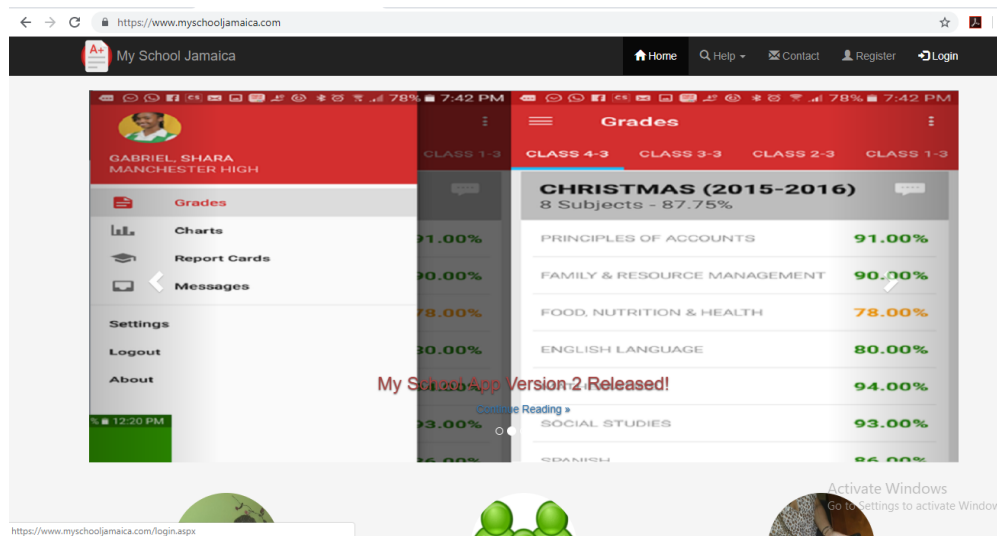 https://www.myschooljamaica.com
A+ My School Jamaica
Home Help Contact Register Login
78% 7:42 PM
GABRIEL, SHARA
MANCHESTER HIGH
CLASS 1-3
Grades
Charts
Report Cards
Messages
Settings
Logout
About
% 12:20 PM
91.00%
90.00%
78.00%
80.00%
93.00%
86.00%
78% 7:42 PM
Grades
CLASS 4-3 CLASS 3-3 CLASS 2-3 CLASS 1-3
CHRISTMAS (2015-2016)
8 Subjects - 87.75%
PRINCIPLES OF ACCOUNTS 91.00%
FAMILY & RESOURCE MANAGEMENT 90.00%
FOOD, NUTRITION & HEALTH 78.00%
ENGLISH LANGUAGE 80.00%
94.00%
SOCIAL STUDIES 93.00%
SPANISH 86.00%
My School App Version 2 Released!
Continue Reading »
Activate Windows
Go to Settings to activate Window
https://www.myschooljamaica.com/login.aspx